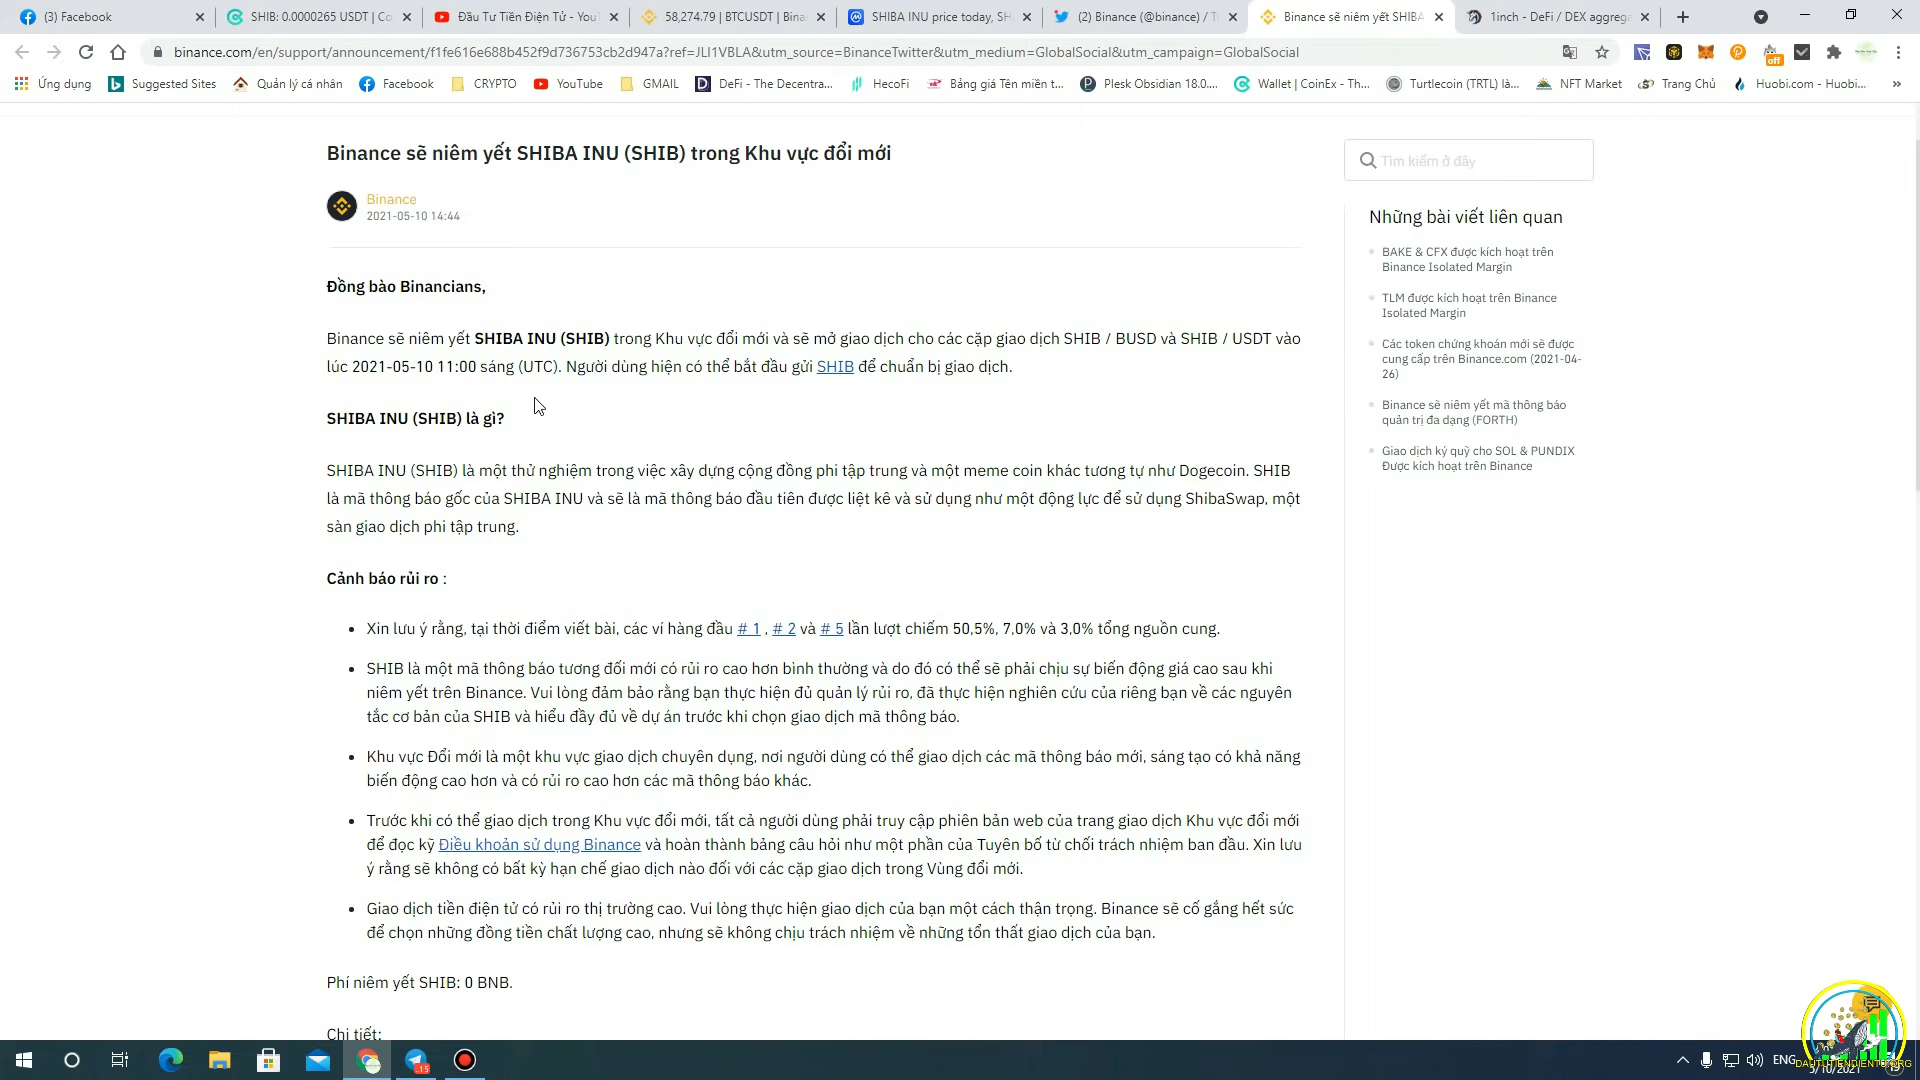 (3) Facebook
SHIB: 0.0000265 USDT | Co
Đầu Tư Tiền Điện Tử - You
58,274.79 | BTCUSDT | Bina
SHIBA INU price today, SH
(2) Binance (@binance) / T
Binance sẽ niêm yết SHIBA
1inch - DeFi / DEX aggrega
binance.com/en/support/announcement/f1fe616e688b452f9d736753cb2d947a?ref=JLI1VBLA&utm_source=BinanceTwitter&utm_medium=GlobalSocial&utm_campaign=GlobalSocial
off
Ứng dụng
Suggested Sites
Quản lý cá nhân
Facebook
CRYPTO
YouTube
GMAIL
DeFi - The Decentra...
HecoFi
Bảng giá Tên miền t...
Plesk Obsidian 18.0....
Wallet | CoinEx - Th...
Turtlecoin (TRTL) là...
NFT Market
Trang Chủ
Huobi.com - Huobi...
»
Binance sẽ niêm yết SHIBA INU (SHIB) trong Khu vực đổi mới
Binance
2021-05-10 14:44
Đồng bào Binancians,
Binance sẽ niêm yết SHIBA INU (SHIB) trong Khu vực đổi mới và sẽ mở giao dịch cho các cặp giao dịch SHIB / BUSD và SHIB / USDT vào
lúc 2021-05-10 11:00 sáng (UTC). Người dùng hiện có thể bắt đầu gửi SHIB để chuẩn bị giao dịch.
SHIBA INU (SHIB) là gì?
SHIBA INU (SHIB) là một thử nghiệm trong việc xây dựng cộng đồng phi tập trung và một meme coin khác tương tự như Dogecoin. SHIB
là mã thông báo gốc của SHIBA INU và sẽ là mã thông báo đầu tiên được liệt kê và sử dụng như một động lực để sử dụng ShibaSwap, một
sàn giao dịch phi tập trung.
Cảnh báo rủi ro :
Xin lưu ý rằng, tại thời điểm viết bài, các ví hàng đầu # 1 , # 2 và # 5 lần lượt chiếm 50,5%, 7,0% và 3,0% tổng nguồn cung.
SHIB là một mã thông báo tương đối mới có rủi ro cao hơn bình thường và do đó có thể sẽ phải chịu sự biến động giá cao sau khi
niêm yết trên Binance. Vui lòng đảm bảo rằng bạn thực hiện đủ quản lý rủi ro, đã thực hiện nghiên cứu của riêng bạn về các nguyên
tắc cơ bản của SHIB và hiểu đầy đủ về dự án trước khi chọn giao dịch mã thông báo.
Khu vực Đổi mới là một khu vực giao dịch chuyên dụng, nơi người dùng có thể giao dịch các mã thông báo mới, sáng tạo có khả năng
biến động cao hơn và có rủi ro cao hơn các mã thông báo khác.
Trước khi có thể giao dịch trong Khu vực đổi mới, tất cả người dùng phải truy cập phiên bản web của trang giao dịch Khu vực đổi mới
để đọc kỹ Điều khoản sử dụng Binance và hoàn thành bảng câu hỏi như một phần của Tuyên bố từ chối trách nhiệm ban đầu. Xin lưu
ý rằng sẽ không có bất kỳ hạn chế giao dịch nào đối với các cặp giao dịch trong Vùng đổi mới.
Giao dịch tiền điện tử có rủi ro thị trường cao. Vui lòng thực hiện giao dịch của bạn một cách thận trọng. Binance sẽ cố gắng hết sức
để chọn những đồng tiền chất lượng cao, nhưng sẽ không chịu trách nhiệm về những tổn thất giao dịch của bạn.
Phí niêm yết SHIB: 0 BNB.
Chi tiết:
Tìm kiếm ở đây
Những bài viết liên quan
BAKE & CFX được kích hoạt trên
Binance Isolated Margin
TLM được kích hoạt trên Binance
Isolated Margin
Các token chứng khoán mới sẽ được
cung cấp trên Binance.com (2021-04-
26)
Binance sẽ niêm yết mã thông báo
quản trị đa dạng (FORTH)
Giao dịch ký quỹ cho SOL & PUNDIX
Được kích hoạt trên Binance
15
ENG
DAUTUTIENDIENTU.ORG
5/10/2021